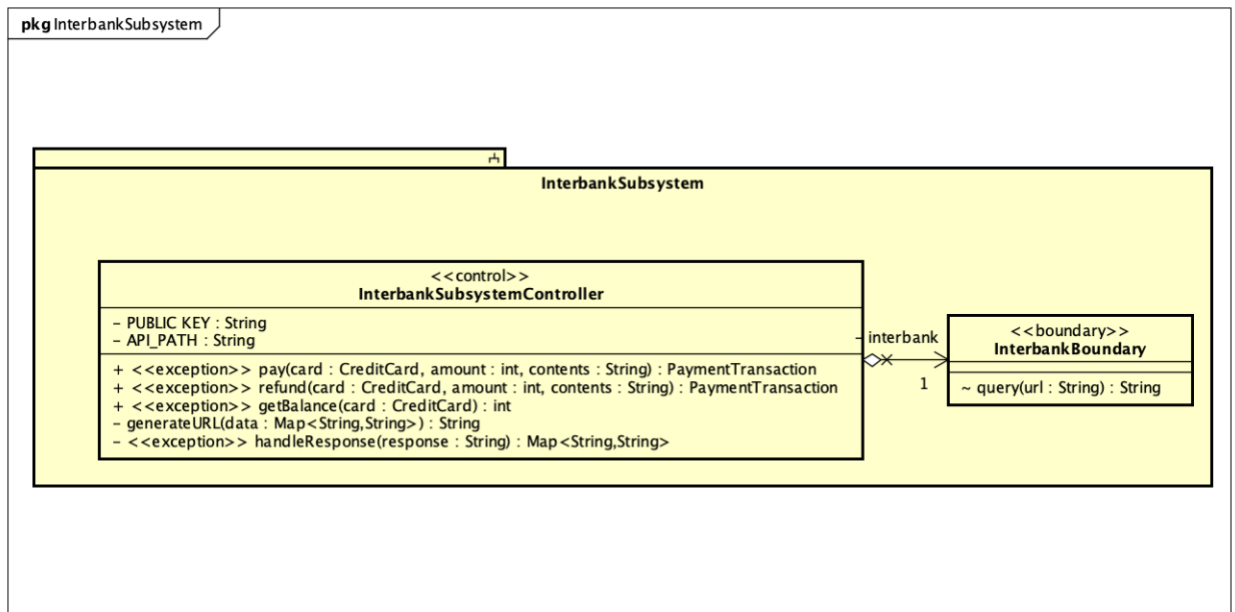 pkg InterbankSubsystem
InterbankSubsystem
<<control>>
InterbankSubsystemController
- PUBLIC KEY : String
- API_PATH : String
+ <<exception>> pay(card : CreditCard, amount : int, contents : String) : PaymentTransaction
+ <<exception>> refund(card : CreditCard, amount : int, contents : String) : PaymentTransaction
+ <<exception>> getBalance(card : CreditCard) : int
- generateURL(data : Map<String,String>) : String
- <<exception>> handleResponse(response : String) : Map<String,String>
- interbank
1
<<boundary>>
InterbankBoundary
~ query(url : String) : String